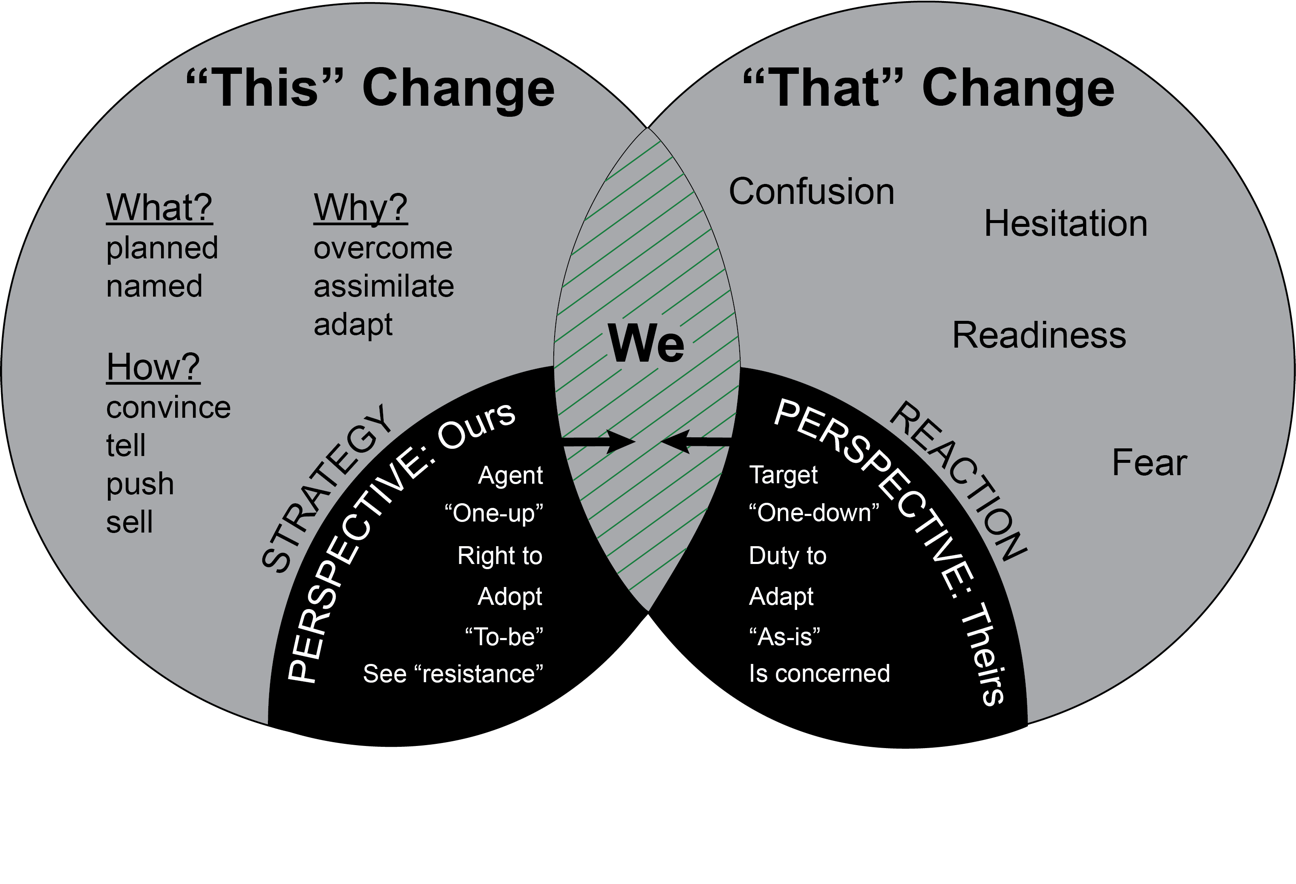 “This” Change
What?
planned
named
Why?
overcome
assimilate
adapt
How?
convince
tell
push
sell
STRATEGY
PERSPECTIVE: Ours
Agent
“One-up”
Right to
Adopt
“To-be”
See “resistance”
We
“That” Change
Confusion
Hesitation
Readiness
Fear
REACTION
PERSPECTIVE: Theirs
Target
“One-down”
Duty to
Adapt
“As-is”
Is concerned